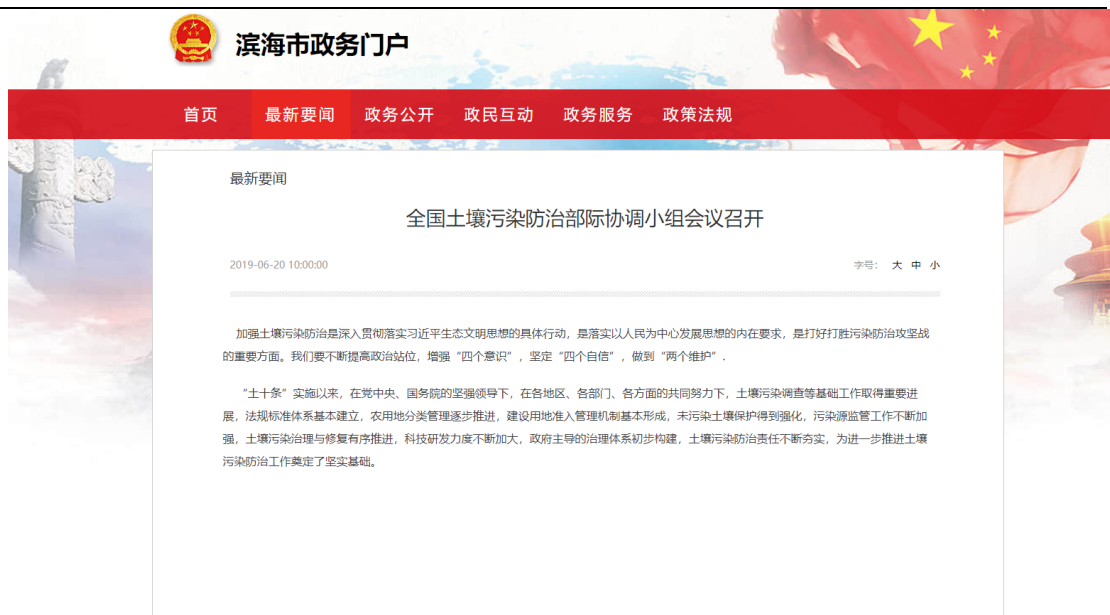 滨海市政务门户
首页 最新要闻 政务公开 政民互动 政务服务 政策法规
最新要闻
全国土壤污染防治部际协调小组会议召开
2019-06-20 10:00:00 字号： 大 中 小
加强土壤污染防治是深入贯彻落实习近平生态文明思想的具体行动，是落实以人民为中心发展思想的内在要求，是打好打胜污染防治攻坚战
的重要方面。我们要不断提高政治站位，增强“四个意识”，坚定“四个自信”，做到“两个维护”.
“土十条”实施以来，在党中央、国务院的坚强领导下，在各地区、各部门、各方面的共同努力下，土壤污染调查等基础工作取得重要进
展，法规标准体系基本建立，农用地分类管理逐步推进，建设用地准入管理机制基本形成，未污染土壤保护得到强化，污染源监管工作不断加
强，土壤污染治理与修复有序推进，科技研发力度不断加大，政府主导的治理体系初步构建，土壤污染防治责任不断夯实，为进一步推进土壤
污染防治工作奠定了坚实基础。